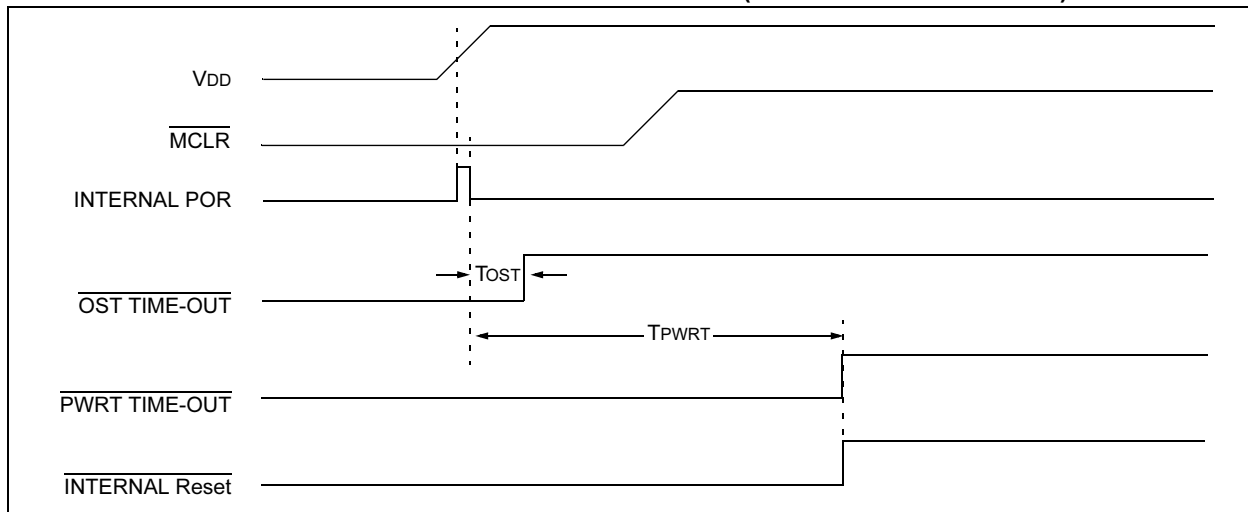 VDD
MCLR
INTERNAL POR
TOST
OST TIME-OUT
TPWRT
PWRT TIME-OUT
INTERNAL Reset